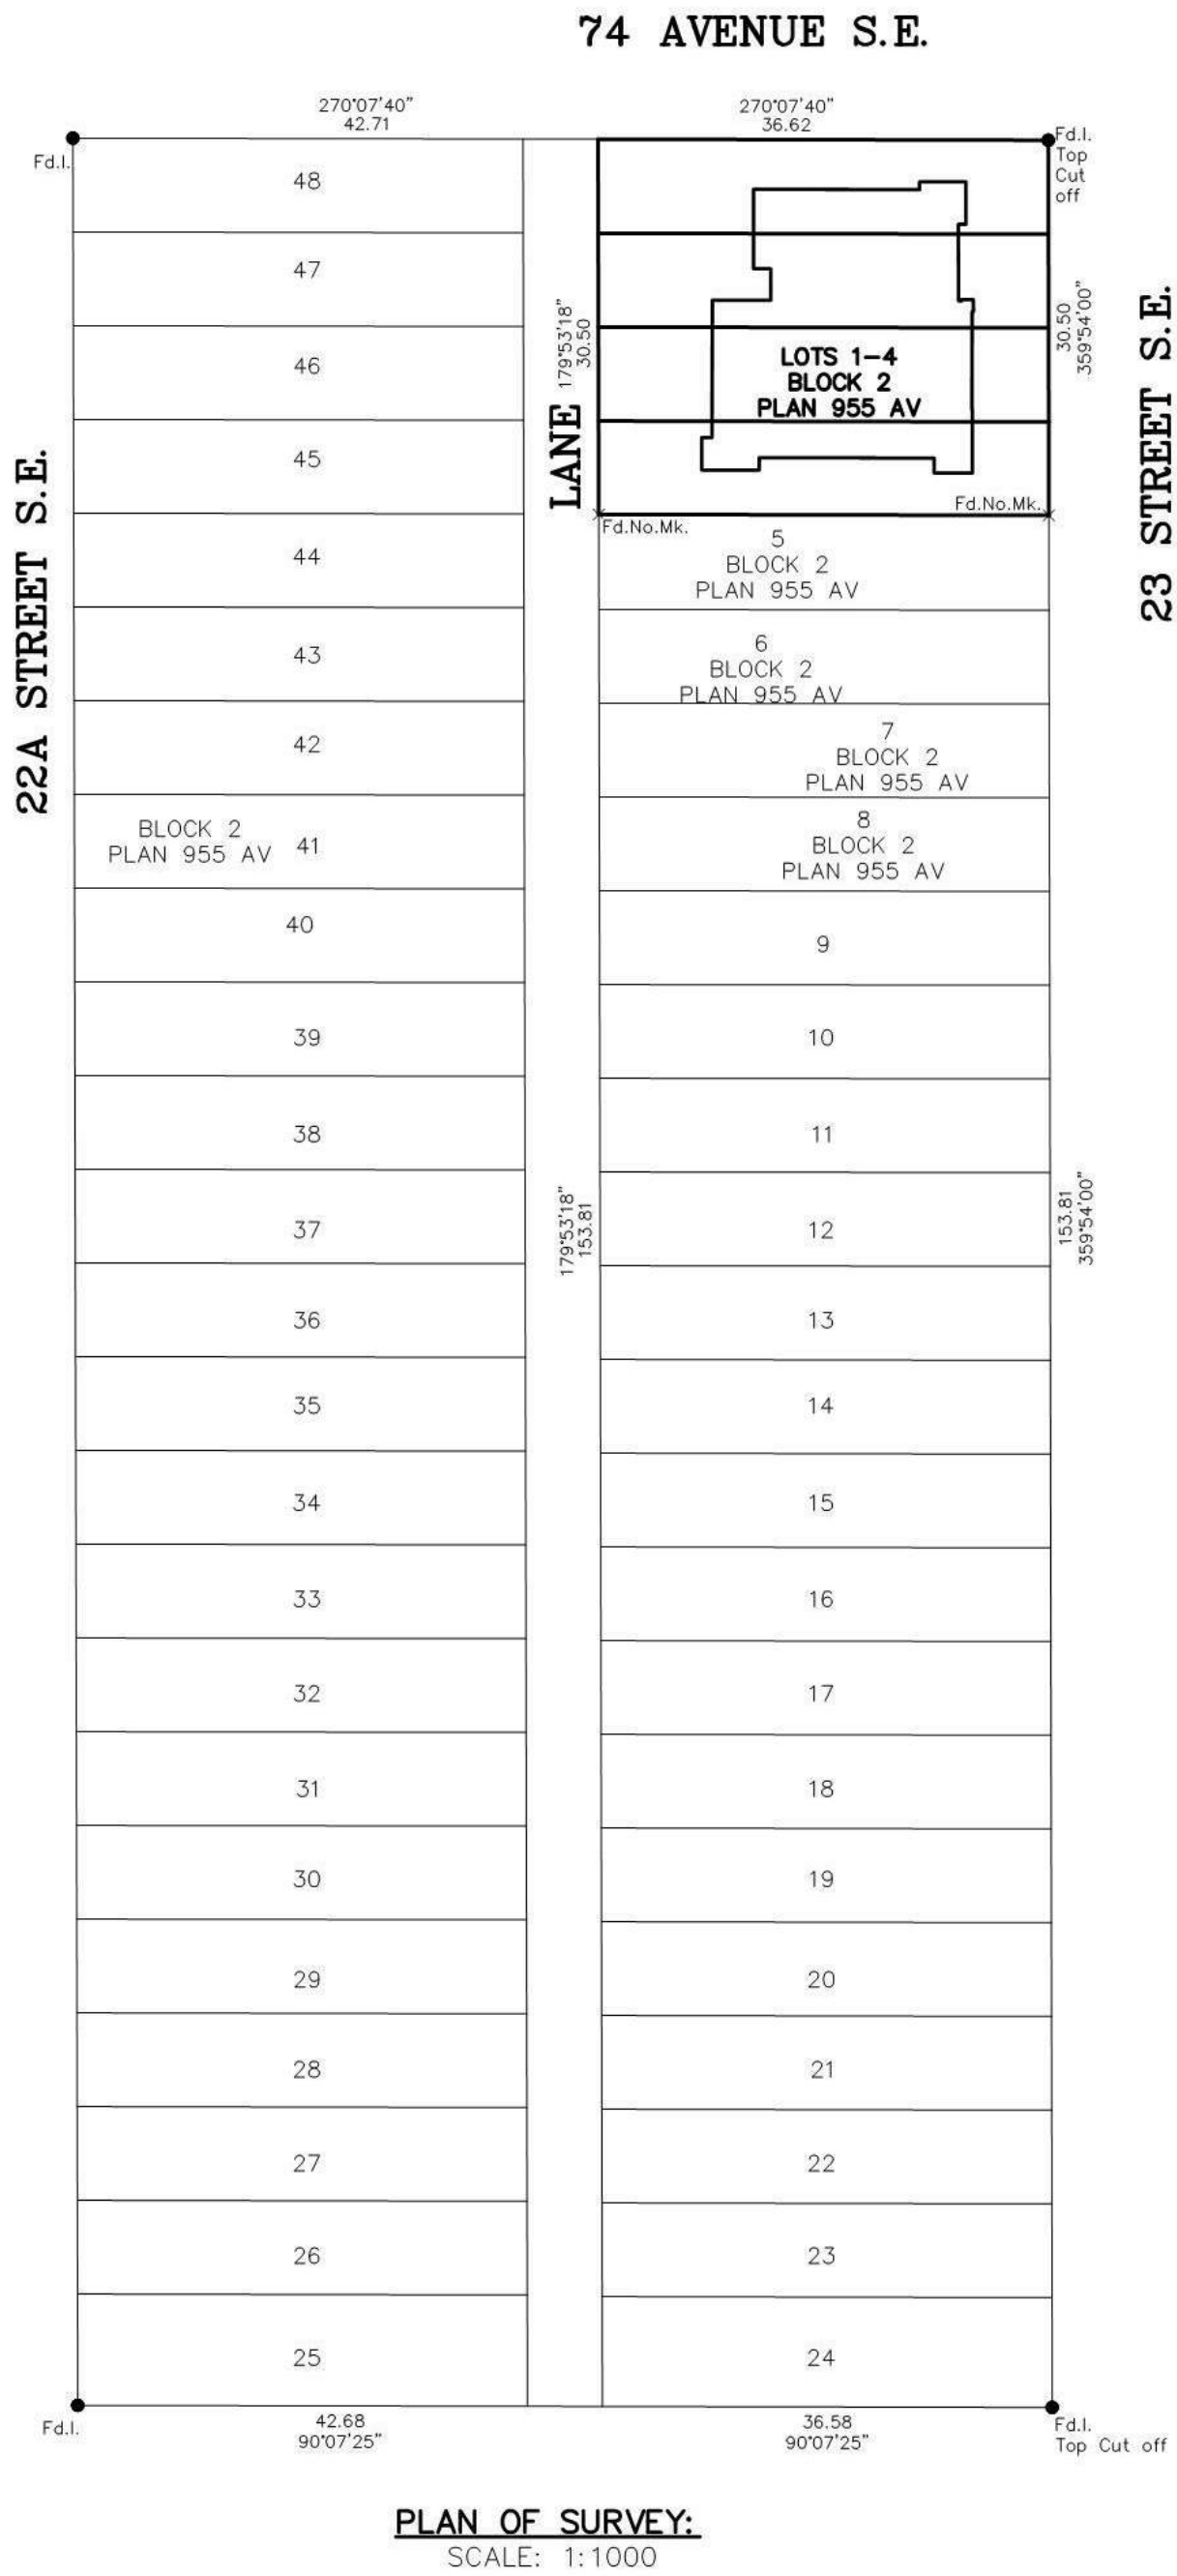 74 AVENUE S.E.
270°07'40"
42.71
270°07'40"
36.62
Fd.I.
Fd.I.
Top
Cut
off
48
47
46
45
44
43
42
BLOCK 2
PLAN 955 AV
41
40
39
38
37
36
35
34
33
32
31
30
29
28
27
26
25
22A STREET S.E.
LANE
179°53'18"
30.50
179°53'18"
153.81
LOTS 1-4
BLOCK 2
PLAN 955 AV
Fd.No.Mk.
Fd.No.Mk.
5
BLOCK 2
PLAN 955 AV
6
BLOCK 2
PLAN 955 AV
7
BLOCK 2
PLAN 955 AV
8
BLOCK 2
PLAN 955 AV
9
10
11
12
13
14
15
16
17
18
19
20
21
22
23
24
30.50
359°54'00"
153.81
359°54'00"
23 STREET S.E.
Fd.I.
42.68
90°07'25"
36.58
90°07'25"
Fd.I.
Top Cut off
PLAN OF SURVEY:
SCALE: 1:1000